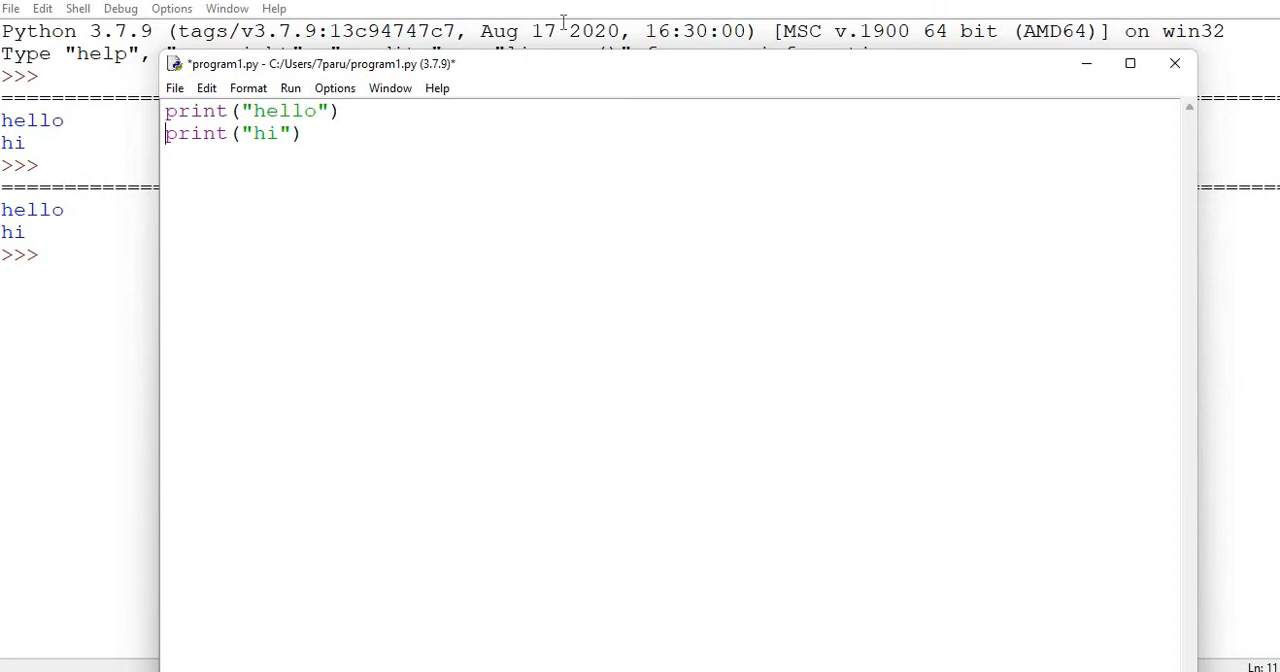 File Edit Shell Debug Options Window Help
Python 3.7.9 (tags/v3.7.9:13c94747c7, Aug 17 2020, 16:30:00) [MSC v.1900 64 bit (AMD64)] on win32
Type "help",
>>>
hello
hi
>>>
hello
hi
>>>
*program1.py - C:/Users/7paru/program1.py (3.7.9)*
File Edit Format Run Options Window Help
print("hello")
print("hi")
Ln: 11